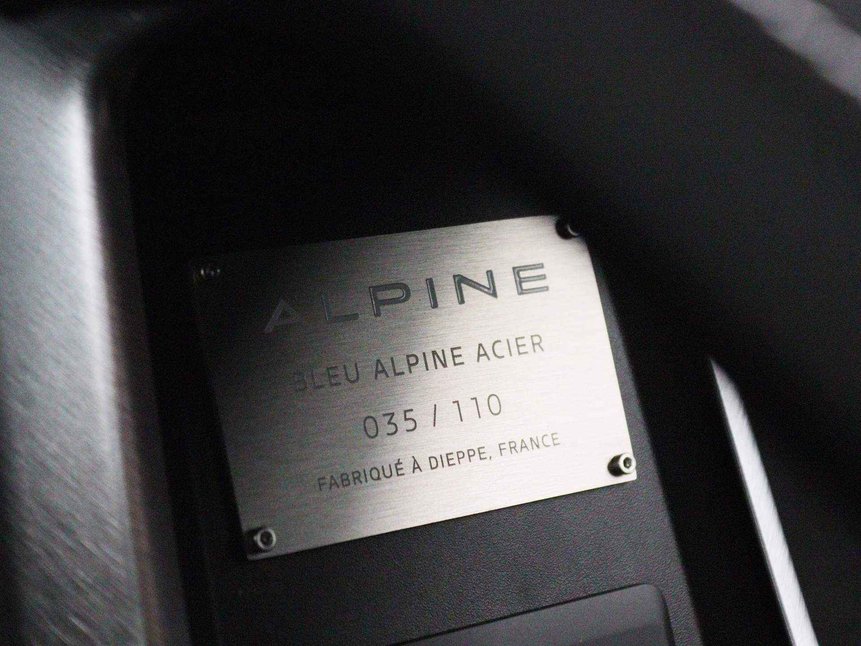 ALPINE
BLEU ALPINE ACIER
035 / 110
FABRIQUÉ À DIEPPE, FRANCE